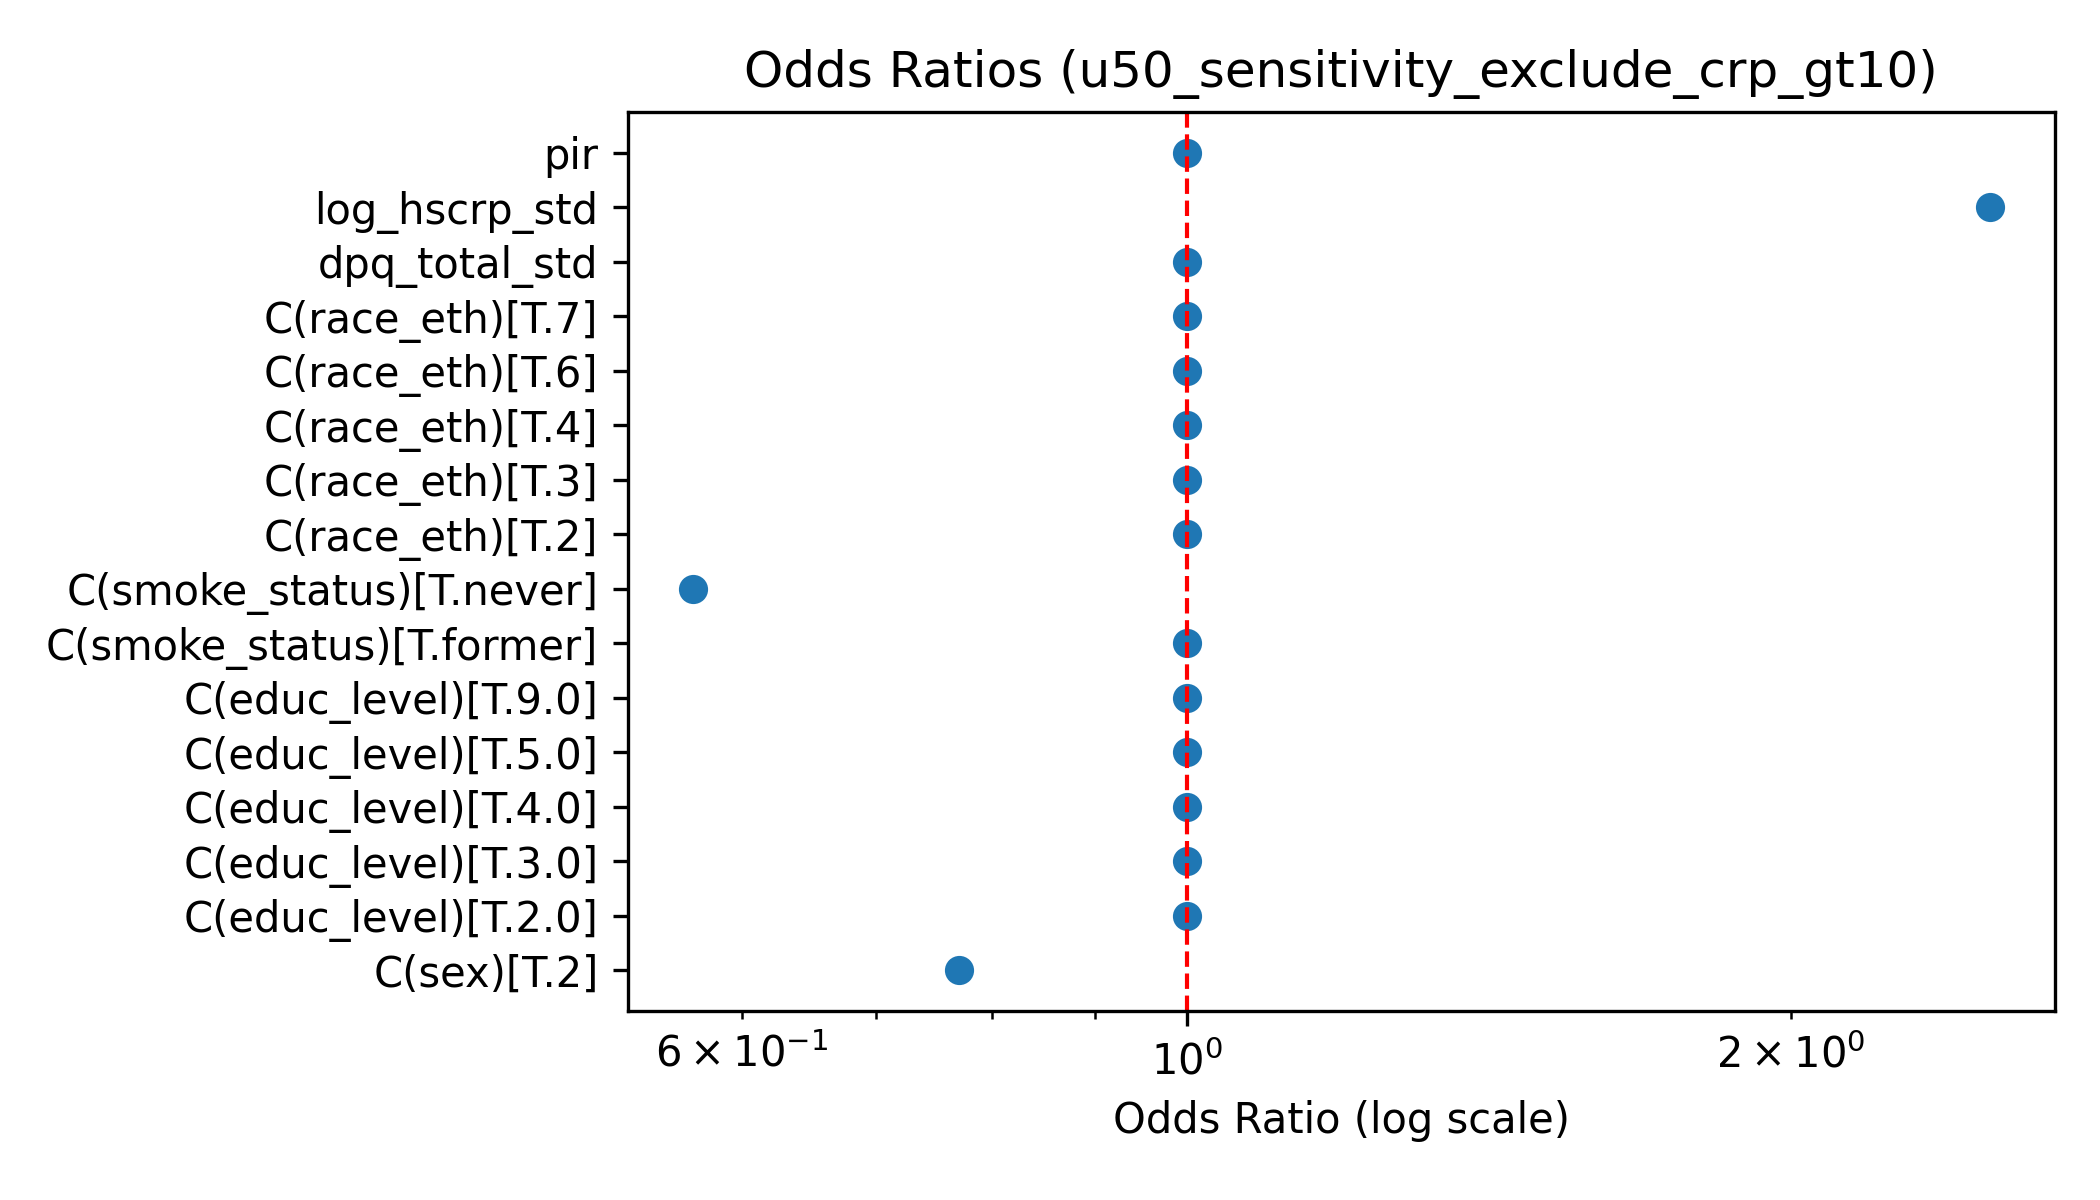 Odds Ratios (u50_sensitivity_exclude_crp_gt10)
pir
log_hscrp_std
dpq_total_std
C(race_eth)[T.7]
C(race_eth)[T.6]
C(race_eth)[T.4]
C(race_eth)[T.3]
C(race_eth)[T.2]
C(smoke_status)[T.never]
C(smoke_status)[T.former]
C(educ_level)[T.9.0]
C(educ_level)[T.5.0]
C(educ_level)[T.4.0]
C(educ_level)[T.3.0]
C(educ_level)[T.2.0]
C(sex)[T.2]
6 × 10⁻¹ 10⁰ 2 × 10⁰
Odds Ratio (log scale)